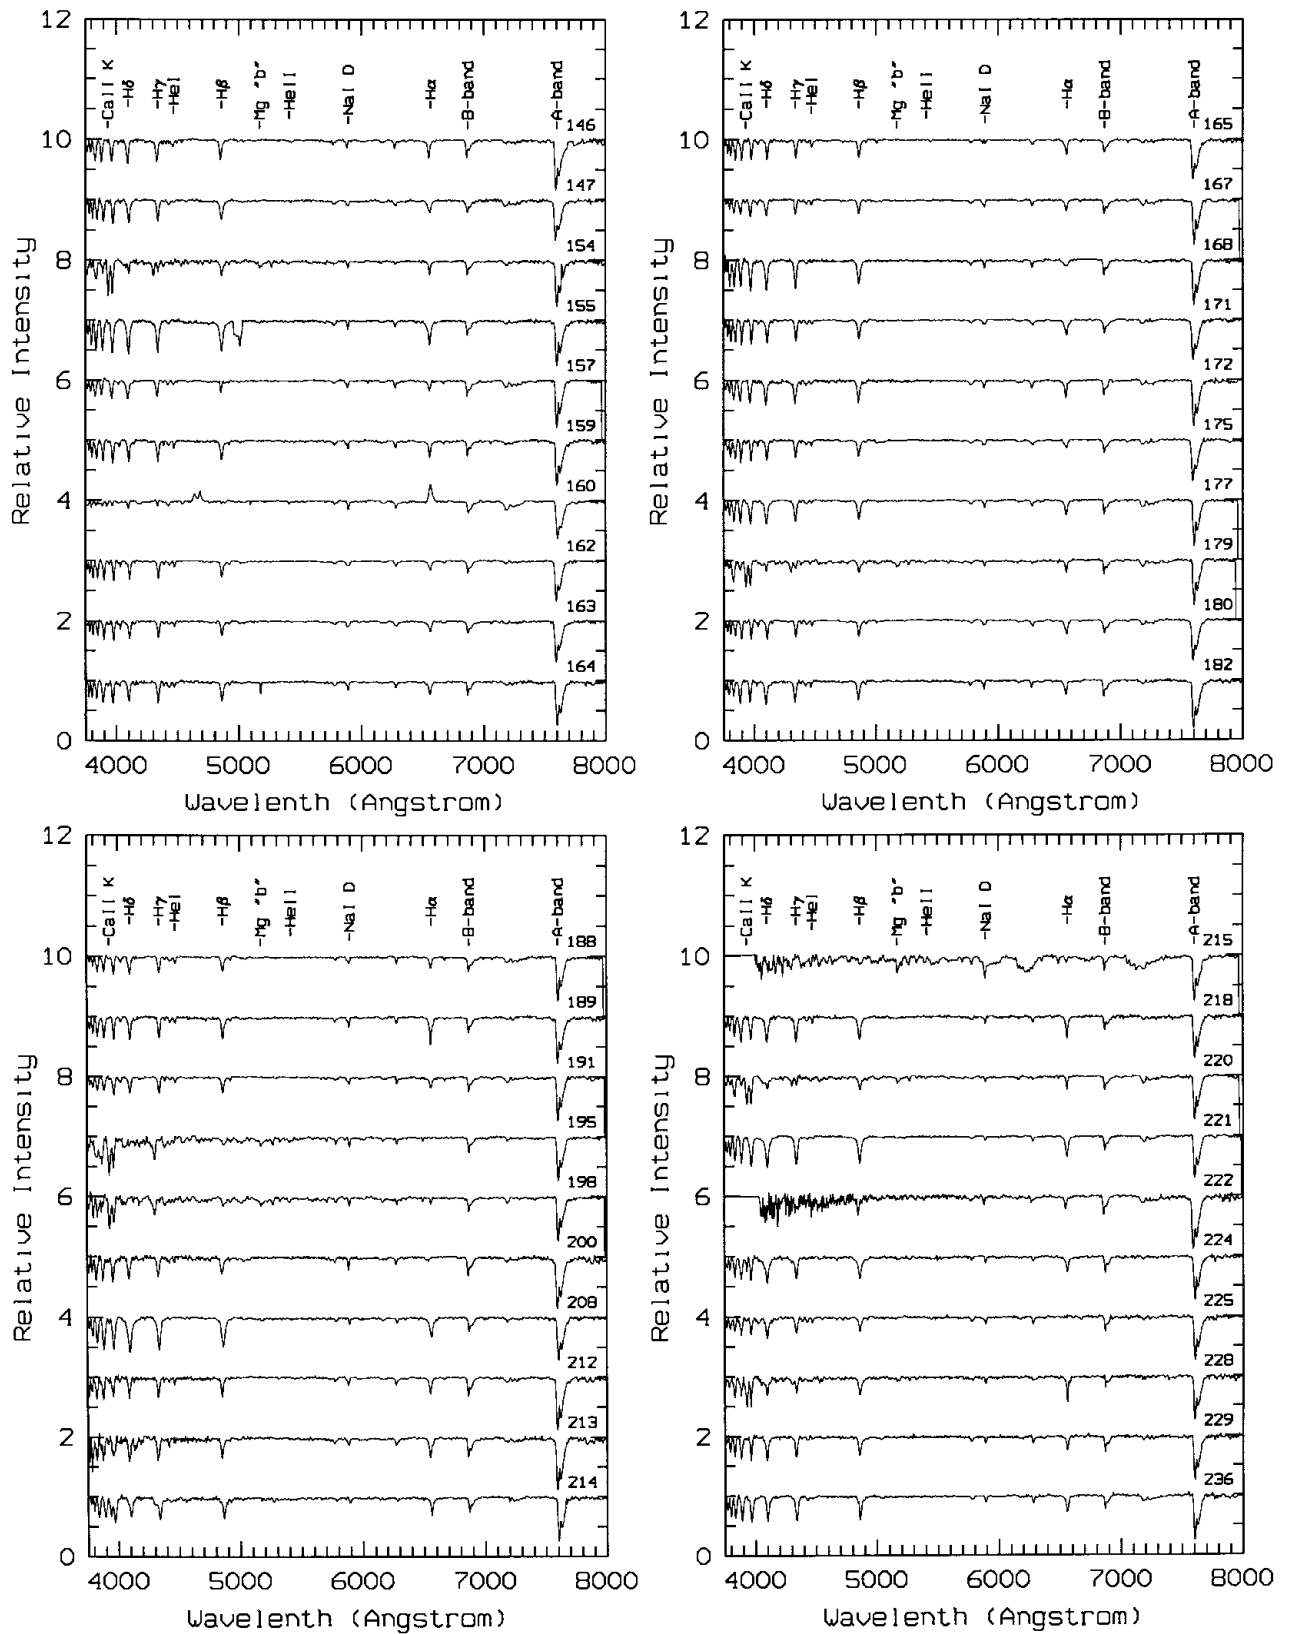 12
10
8
6
4
2
0
Relative Intensity
-CaII K
-Hδ
-Hγ
-HeI
-Hβ
-Mg "b"
-HeII
-NaI D
-Hα
-B-band
-A-band
146
147
154
155
157
159
160
162
163
164
4000 5000 6000 7000 8000
Wavelenth (Angstrom)
12
10
8
6
4
2
0
Relative Intensity
-CaII K
-Hδ
-Hγ
-HeI
-Hβ
-Mg "b"
-HeII
-NaI D
-Hα
-B-band
-A-band
165
167
168
171
172
175
177
179
180
182
4000 5000 6000 7000 8000
Wavelenth (Angstrom)
12
10
8
6
4
2
0
Relative Intensity
-CaII K
-Hδ
-Hγ
-HeI
-Hβ
-Mg "b"
-HeII
-NaI D
-Hα
-B-band
-A-band
188
189
191
195
198
200
208
212
213
214
4000 5000 6000 7000 8000
Wavelenth (Angstrom)
12
10
8
6
4
2
0
Relative Intensity
-CaII K
-Hδ
-Hγ
-HeI
-Hβ
-Mg "b"
-HeII
-NaI D
-Hα
-B-band
-A-band
215
218
220
221
222
224
225
228
229
236
4000 5000 6000 7000 8000
Wavelenth (Angstrom)